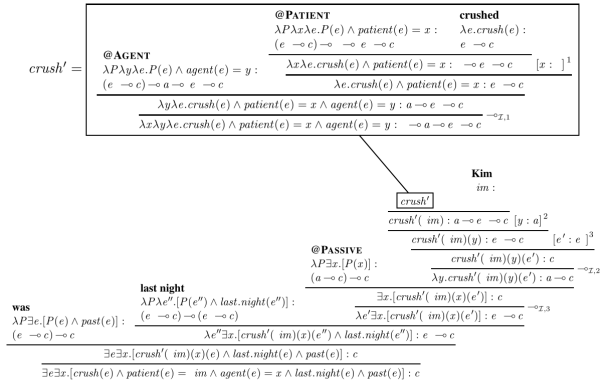 @PATIENT crushed
λPλxλe.P(e) ∧ patient(e) = x : λe.crush(e) :
@AGENT (e ⊸ c) ⊸ ⊸ e ⊸ c e ⊸ c
λPλyλe.P(e) ∧ agent(e) = y : λxλe.crush(e) ∧ patient(e) = x : ⊸ e ⊸ c [x : ]¹
crush′ = (e ⊸ c) ⊸ a ⊸ e ⊸ c λe.crush(e) ∧ patient(e) = x : e ⊸ c
λyλe.crush(e) ∧ patient(e) = x ∧ agent(e) = y : a ⊸ e ⊸ c
λxλyλe.crush(e) ∧ patient(e) = x ∧ agent(e) = y : ⊸ a ⊸ e ⊸ c ⊸I,1
Kim
im :
crush′
crush′( im) : a ⊸ e ⊸ c [y : a]²
crush′( im)(y) : e ⊸ c [e′ : e ]³
@PASSIVE crush′( im)(y)(e′) : c
λP∃x.[P(x)] : λy.crush′( im)(y)(e′) : a ⊸ c ⊸I,2
(a ⊸ c) ⊸ c
last night ∃x.[crush′( im)(x)(e′)] : c
λPλe″.[P(e″) ∧ last.night(e″)] : λe′∃x.[crush′( im)(x)(e′)] : e ⊸ c ⊸I,3
was (e ⊸ c) ⊸ (e ⊸ c)
λP∃e.[P(e) ∧ past(e)] : λe″∃x.[crush′( im)(x)(e″) ∧ last.night(e″)] : e ⊸ c
(e ⊸ c) ⊸ c
∃e∃x.[crush′( im)(x)(e) ∧ last.night(e) ∧ past(e)] : c
∃e∃x.[crush(e) ∧ patient(e) = im ∧ agent(e) = x ∧ last.night(e) ∧ past(e)] : c